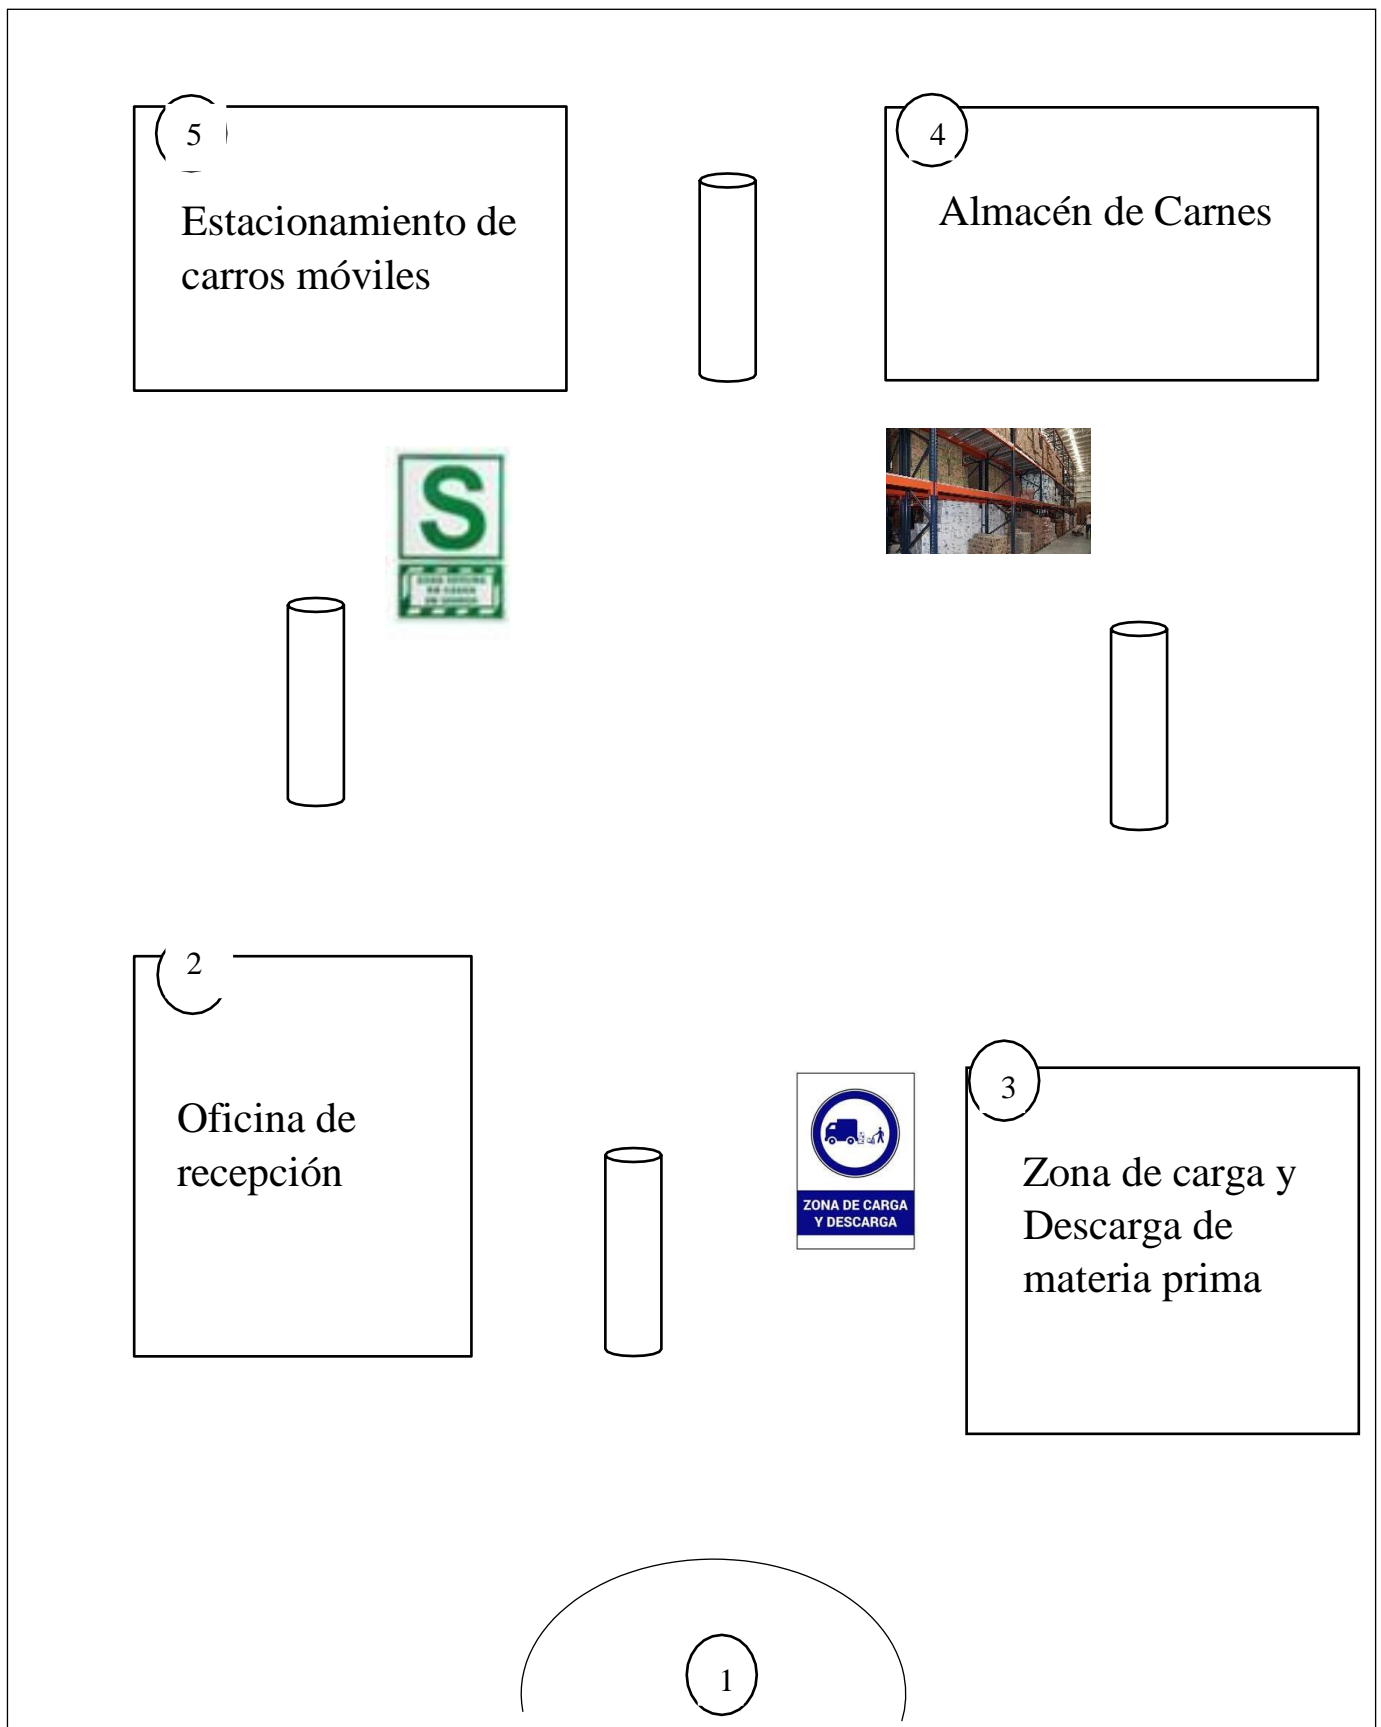 5
Estacionamiento de
carros móviles
4
Almacén de Carnes
S
2
Oficina de
recepción
ZONA DE CARGA
Y DESCARGA
3
Zona de carga y
Descarga de
materia prima
1